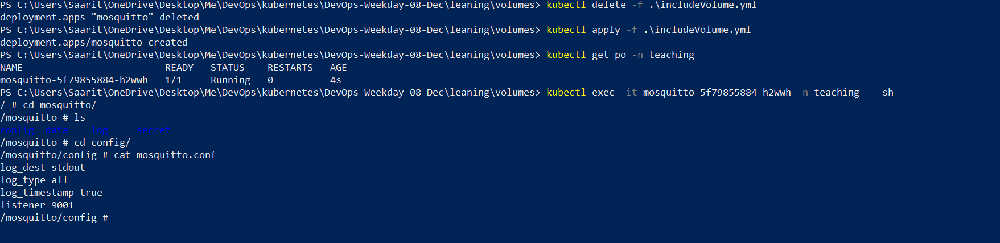 PS C:\Users\Saarit\OneDrive\Desktop\Me\DevOps\kubernetes\DevOps-Weekday-08-Dec\leaning\volumes> kubectl delete -f .\includeVolume.yml
deployment.apps "mosquitto" deleted
PS C:\Users\Saarit\OneDrive\Desktop\Me\DevOps\kubernetes\DevOps-Weekday-08-Dec\leaning\volumes> kubectl apply -f .\includeVolume.yml
deployment.apps/mosquitto created
PS C:\Users\Saarit\OneDrive\Desktop\Me\DevOps\kubernetes\DevOps-Weekday-08-Dec\leaning\volumes> kubectl get po -n teaching
NAME                         READY   STATUS    RESTARTS   AGE
mosquitto-5f79855884-h2wwh   1/1     Running   0          4s
PS C:\Users\Saarit\OneDrive\Desktop\Me\DevOps\kubernetes\DevOps-Weekday-08-Dec\leaning\volumes> kubectl exec -it mosquitto-5f79855884-h2wwh -n teaching -- sh
/ # cd mosquitto/
/mosquitto # ls
config  data    log     secret
/mosquitto # cd config/
/mosquitto/config # cat mosquitto.conf
log_dest stdout
log_type all
log_timestamp true
listener 9001
/mosquitto/config #